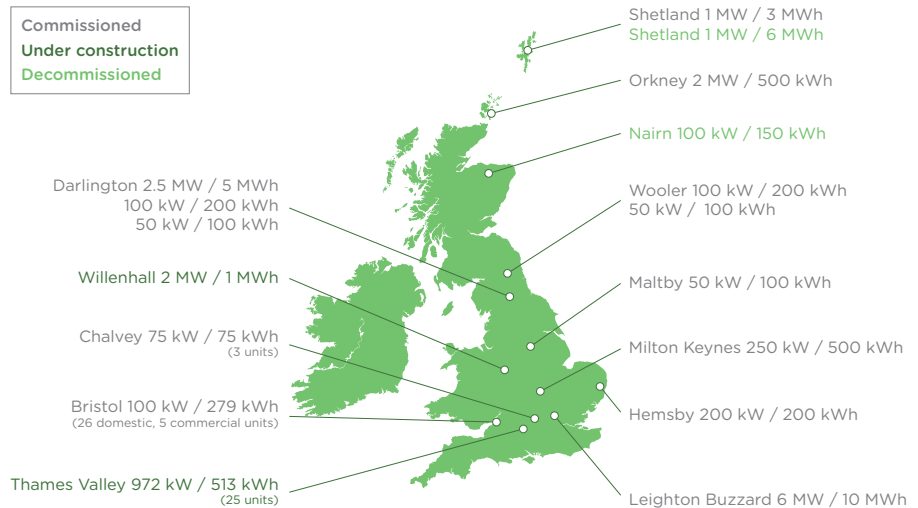 Commissioned
Under construction
Decommissioned
Shetland 1 MW / 3 MWh
Shetland 1 MW / 6 MWh
Orkney 2 MW / 500 kWh
Nairn 100 kW / 150 kWh
Darlington 2.5 MW / 5 MWh
100 kW / 200 kWh
50 kW / 100 kWh
Wooler 100 kW / 200 kWh
50 kW / 100 kWh
Willenhall 2 MW / 1 MWh
Maltby 50 kW / 100 kWh
Chalvey 75 kW / 75 kWh
(3 units)
Milton Keynes 250 kW / 500 kWh
Bristol 100 kW / 279 kWh
(26 domestic, 5 commercial units)
Hemsby 200 kW / 200 kWh
Thames Valley 972 kW / 513 kWh
(25 units)
Leighton Buzzard 6 MW / 10 MWh